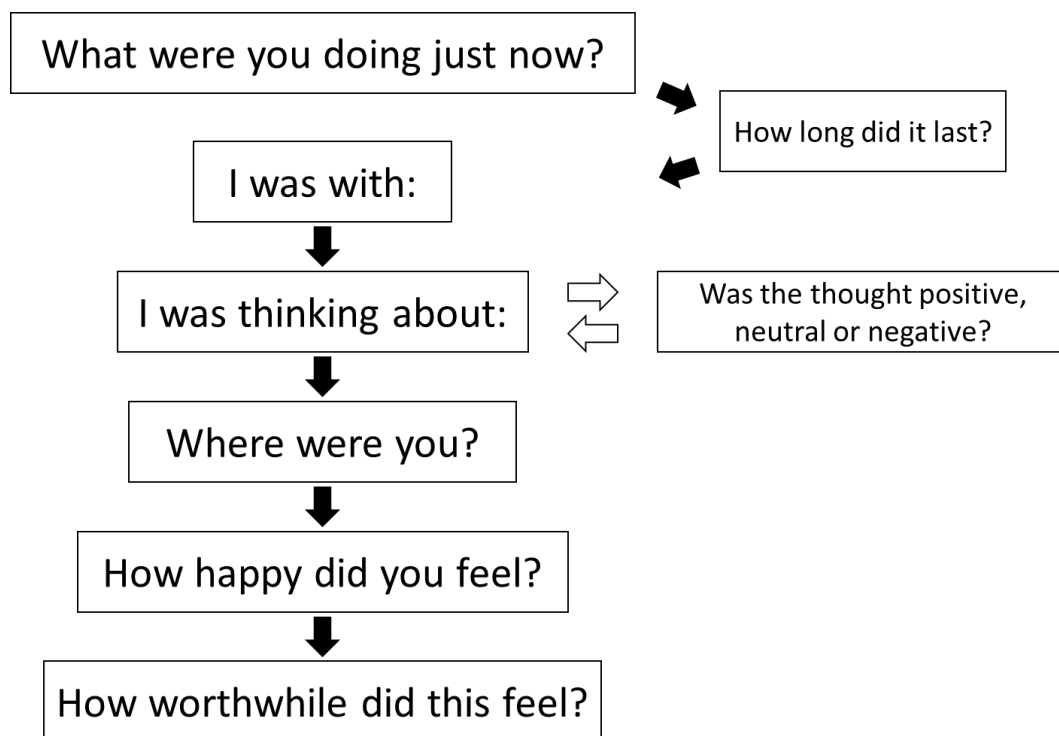 What were you doing just now?
How long did it last?
I was with:
I was thinking about:
Was the thought positive,
neutral or negative?
Where were you?
How happy did you feel?
How worthwhile did this feel?